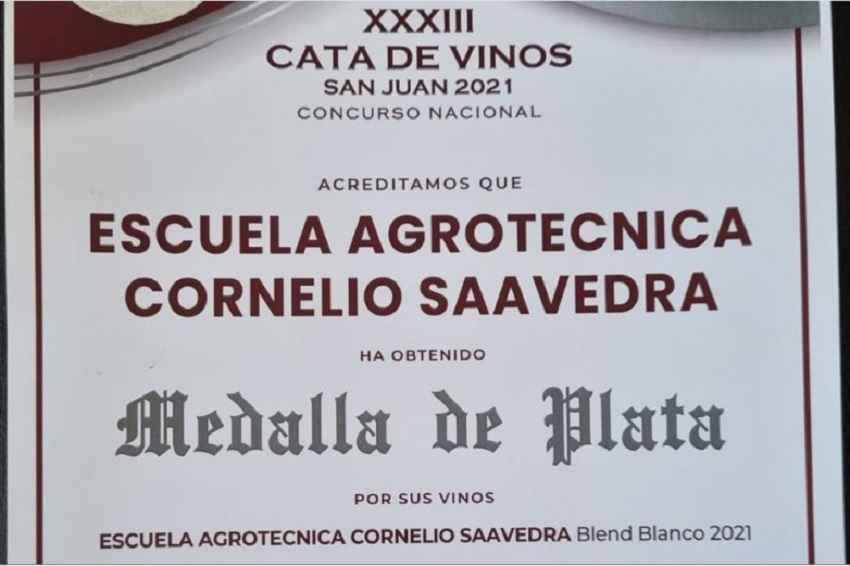 XXXIII
CATA DE VINOS
SAN JUAN 2021
CONCURSO NACIONAL
ACREDITAMOS QUE
ESCUELA AGROTECNICA
CORNELIO SAAVEDRA
HA OBTENIDO
Medalla de Plata
POR SUS VINOS
ESCUELA AGROTECNICA CORNELIO SAAVEDRA Blend Blanco 2021